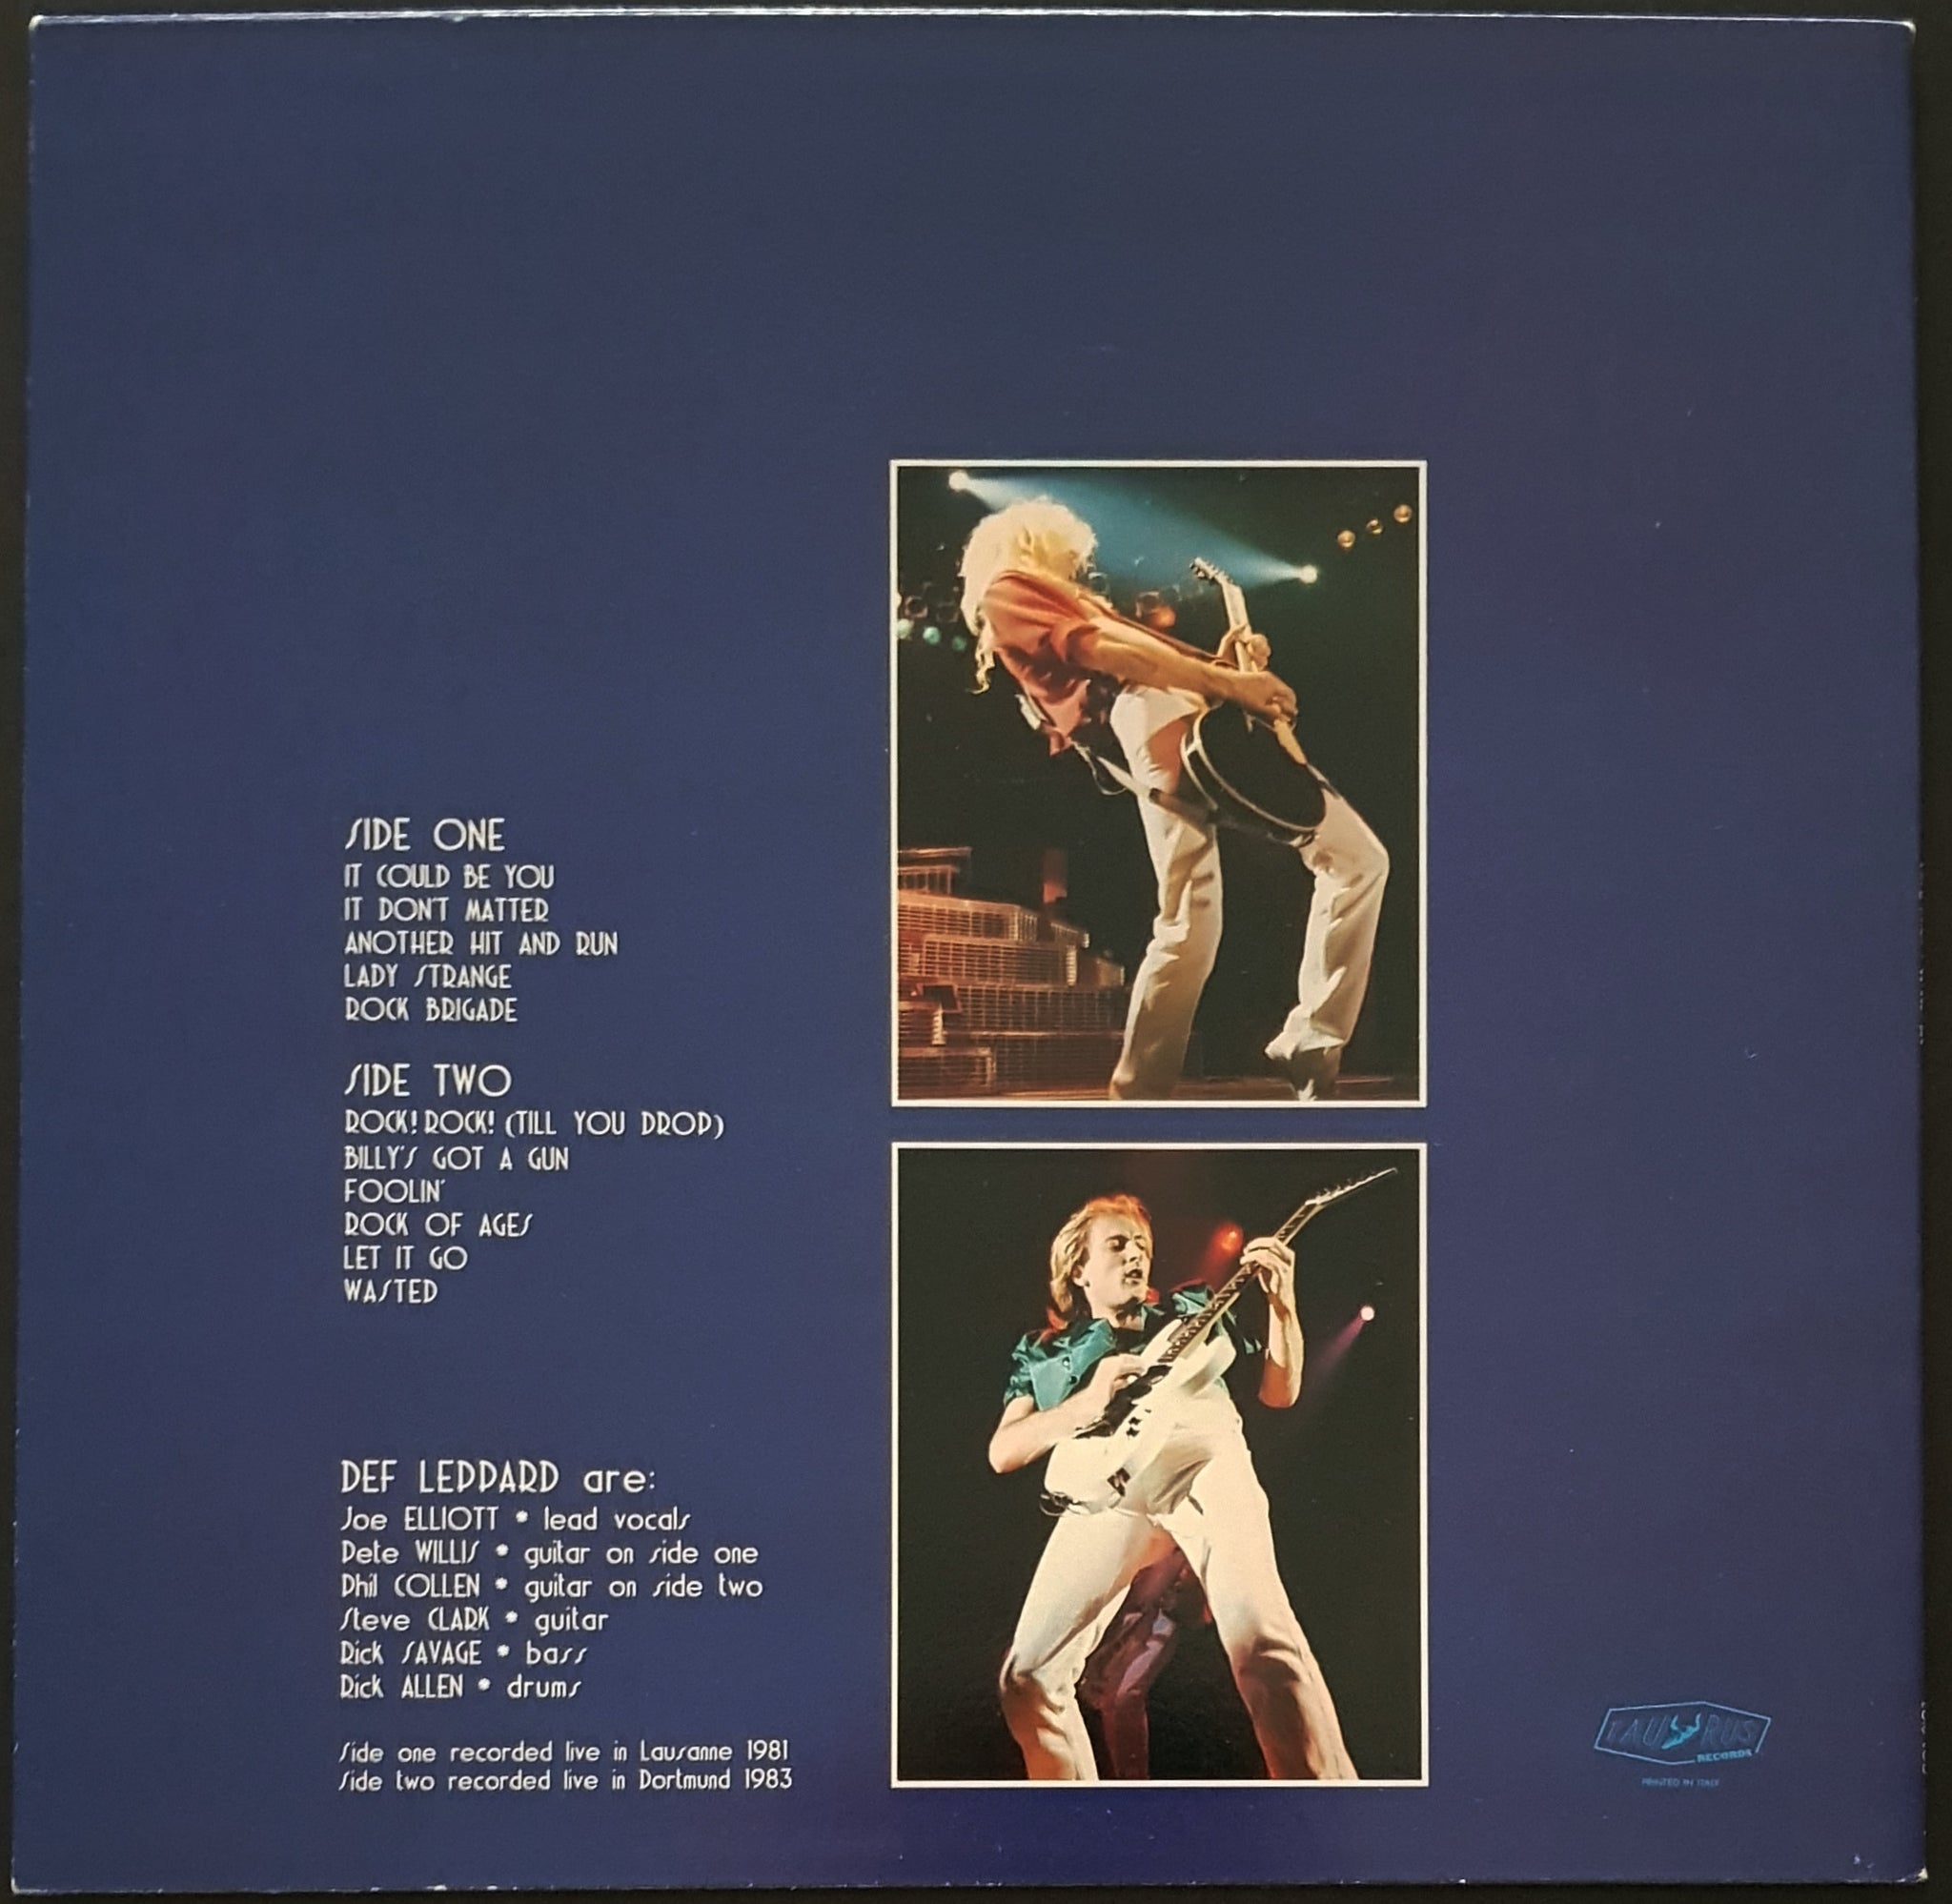 SIDE ONE
IT COULD BE YOU
IT DON'T MATTER
ANOTHER HIT AND RUN
LADY STRANGE
ROCK BRIGADE
SIDE TWO
ROCK! ROCK! (TILL YOU DROP)
BILLY'S GOT A GUN
FOOLIN'
ROCK OF AGES
LET IT GO
WASTED
DEF LEPPARD are:
Joe ELLIOTT • lead vocals
Pete WILLIS • guitar on side one
Phil COLLEN • guitar on side two
Steve CLARK • guitar
Rick SAVAGE • bass
Rick ALLEN • drums
Side one recorded live in Lausanne 1981
Side two recorded live in Dortmund 1983
TAURUS
RECORDS
PRINTED IN ITALY